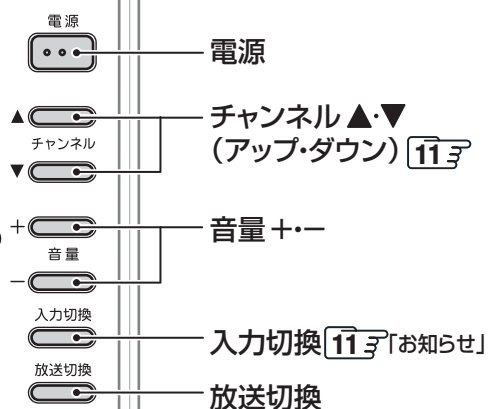 電源
電源
▲
チャンネル▲・▼
チャンネル
(アップ・ダウン) 11
▼
＋
音量＋・－
音量
－
入力切換
入力切換 11 「お知らせ」
放送切換
放送切換